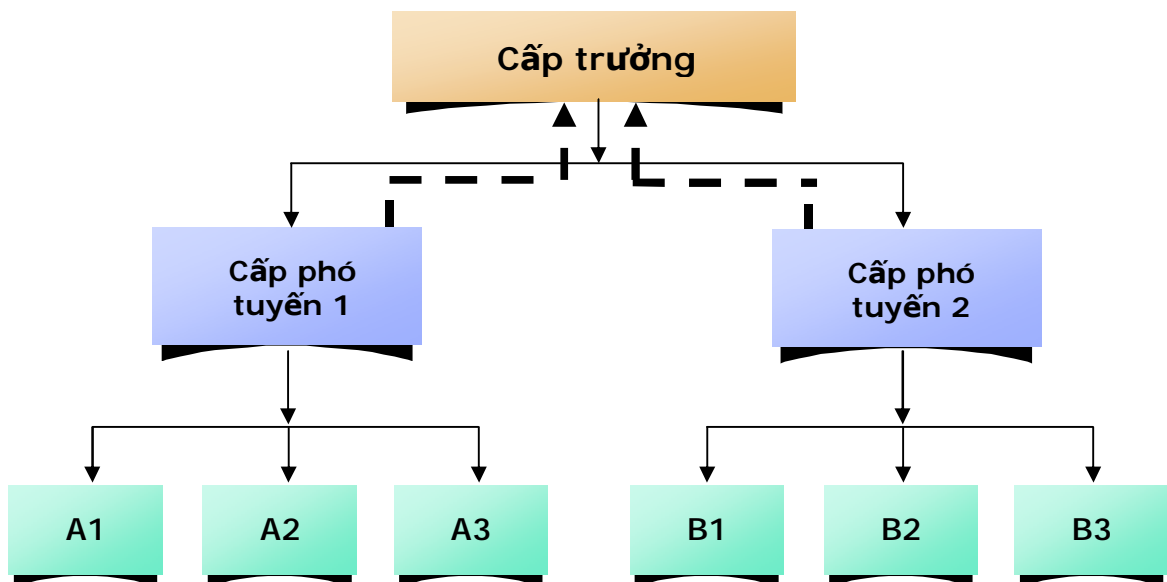 Cấp trưởng
Cấp phó
tuyến 1
Cấp phó
tuyến 2
A1
A2
A3
B1
B2
B3